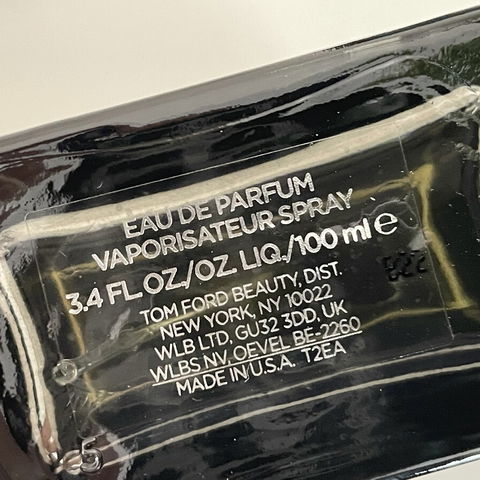 EAU DE PARFUM
VAPORISATEUR SPRAY
3.4 FL OZ./OZ. LIQ./100 ml e
TOM FORD BEAUTY, DIST.
NEW YORK, NY 10022
WLB LTD, GU32 3DD, UK
WLBS NV, OEVEL BE-2260
MADE IN U.S.A. T2EA
5